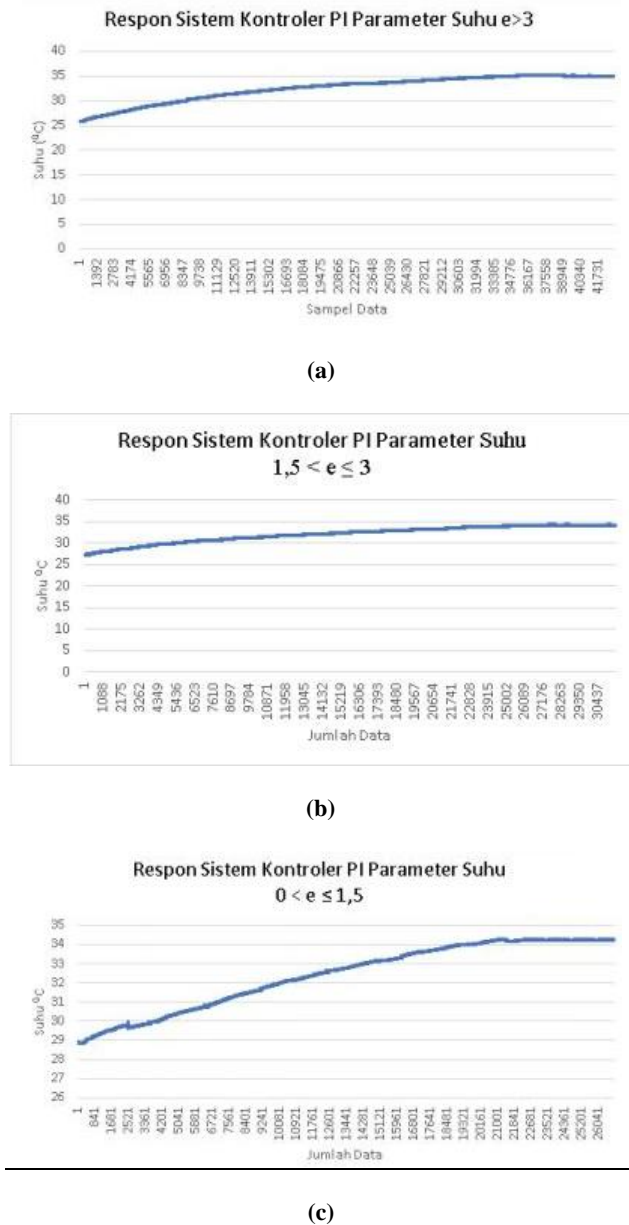 Respon Sistem Kontroler PI Parameter Suhu e>3
40
35
30
25
20
15
10
5
0
Suhu (ºC)
1 1392 2783 4174 5565 6956 8347 9738 11129 12520 13911 15302 16693 18084 19475 20866 22257 23648 25039 26430 27821 29212 30603 31994 33385 34776 36167 37558 38949 40340 41731
Sampel Data
(a)
Respon Sistem Kontroler PI Parameter Suhu
1,5 < e ≤ 3
40
35
30
25
20
15
10
5
0
Suhu ºC
1 1088 2175 3262 4349 5436 6523 7610 8697 9784 10871 11958 13045 14132 15219 16306 17393 18480 19567 20654 21741 22828 23915 25002 26089 27176 28263 29350 30437
Jumlah Data
(b)
Respon Sistem Kontroler PI Parameter Suhu
0 < e ≤ 1,5
35
34
33
32
31
30
29
28
27
26
Suhu ºC
1 841 1681 2521 3361 4201 5041 5881 6721 7561 8401 9241 10081 10921 11761 12601 13441 14281 15121 15961 16801 17641 18481 19321 20161 21001 21841 22681 23521 24361 25201 26041
Jumlah Data
(c)